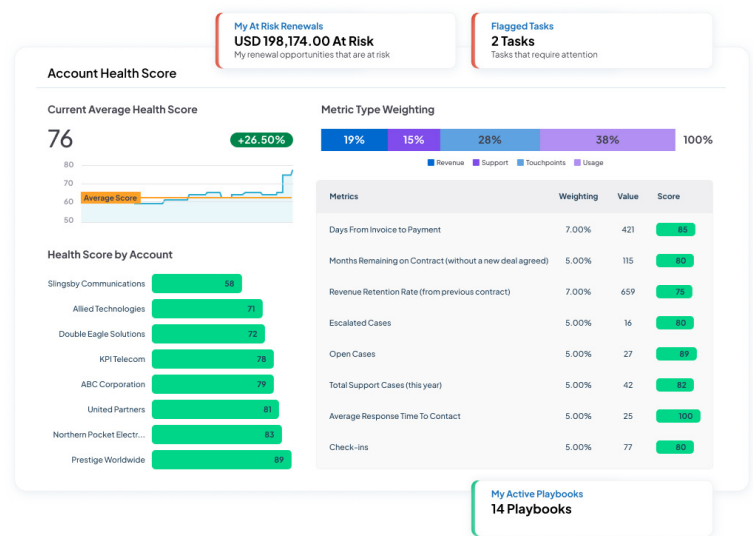 My At Risk Renewals
USD 198,174.00 At Risk
My renewal opportunities that are at risk
Flagged Tasks
2 Tasks
Tasks that require attention
Account Health Score
Current Average Health Score
76
+26.50%
80
70
60
50
Average Score
Health Score by Account
Slingsby Communications 58
Allied Technologies 71
Double Eagle Solutions 72
KPI Telecom 78
ABC Corporation 79
United Partners 81
Northern Pocket Electr... 83
Prestige Worldwide 89
Metric Type Weighting
19% 15% 28% 38% 100%
Revenue Support Touchpoints Usage
Metrics Weighting Value Score
Days From Invoice to Payment 7.00% 421 85
Months Remaining on Contract (without a new deal agreed) 5.00% 115 80
Revenue Retention Rate (from previous contract) 7.00% 659 75
Escalated Cases 5.00% 16 80
Open Cases 5.00% 27 89
Total Support Cases (this year) 5.00% 42 82
Average Response Time To Contact 5.00% 25 100
Check-ins 5.00% 77 80
My Active Playbooks
14 Playbooks